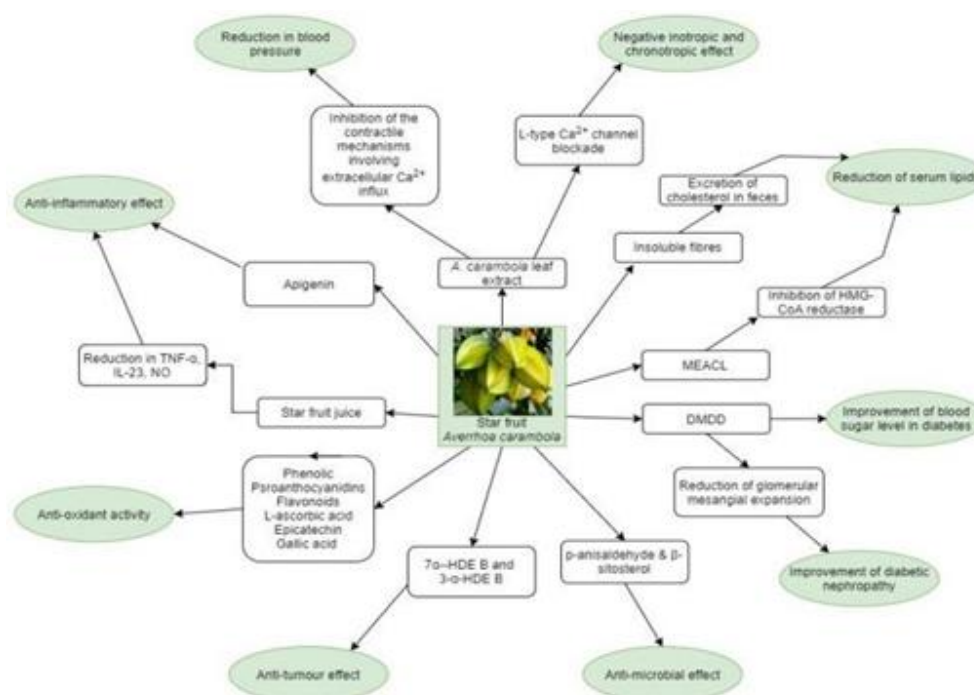 Reduction in blood
pressure
Negative inotropic and
chronotropic effect
Inhibition of the
contractile
mechanisms
involving
extracellular Ca²⁺
influx
L-type Ca²⁺ channel
blockade
Excretion of
cholesterol in feces
Reduction of serum lipid
Anti-inflammatory effect
Insoluble fibres
A. carambola leaf
extract
Apigenin
Inhibition of HMG-
CoA reductase
Reduction in TNF-α,
IL-23, NO
MEACL
Star fruit juice
Star fruit
Averrhoa carambola
DMDD
Improvement of blood
sugar level in diabetes
Phenolic
Psroanthocyanidins
Flavonoids
L-ascorbic acid
Epicatechin
Gallic acid
Reduction of glomerular
mesangial expansion
Anti-oxidant activity
7α--HDE B and
3-α-HDE B
p-anisaldehyde & β-
sitosterol
Improvement of diabetic
nephropathy
Anti-tumour effect
Anti-microbial effect